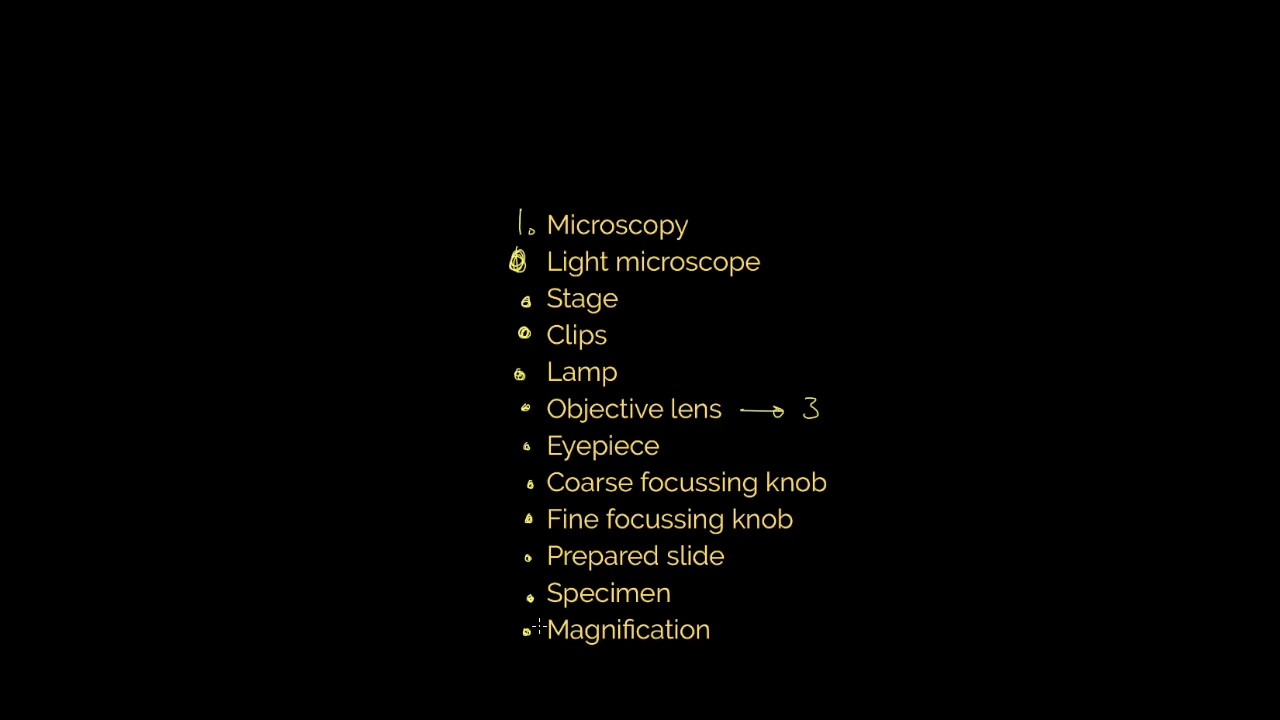 1. Microscopy
Light microscope
Stage
Clips
Lamp
Objective lens → 3
Eyepiece
Coarse focussing knob
Fine focussing knob
Prepared slide
Specimen
Magnification